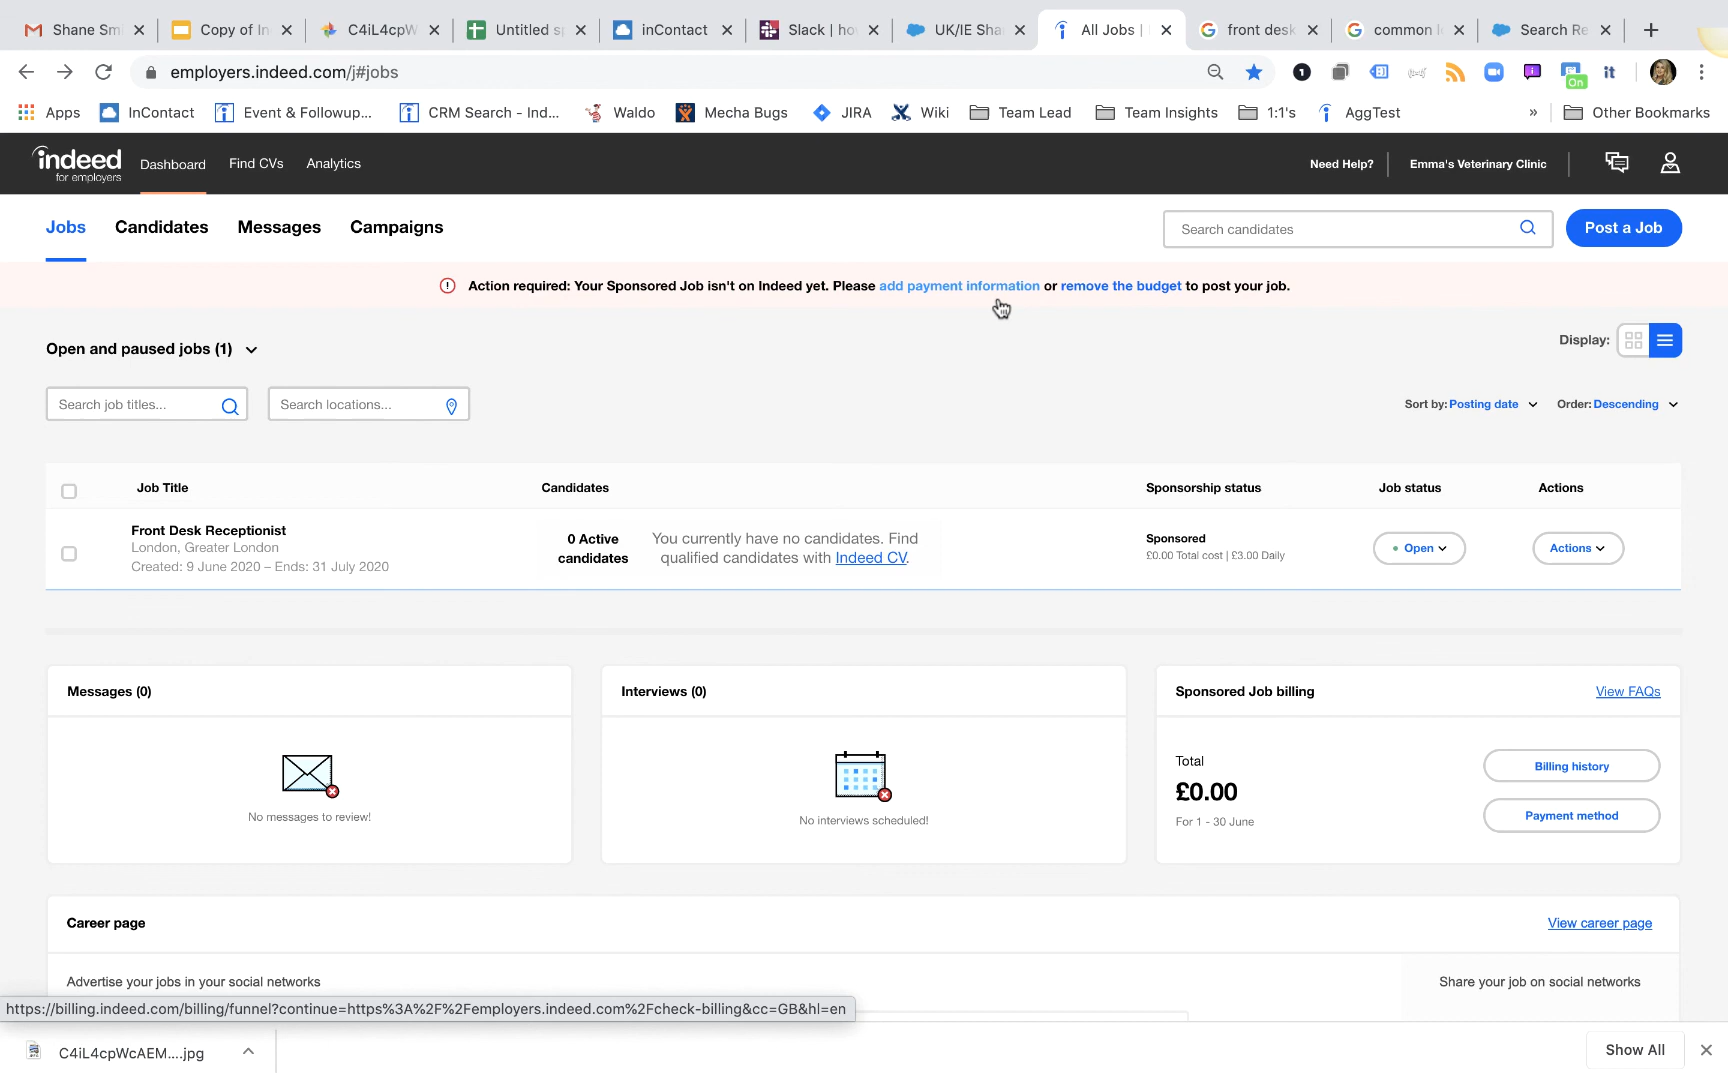 Shane Sm
Copy of In
C4iL4cpW
Untitled s
inContact
Slack | ho
UK/IE Sha
All Jobs |
front desk
common l
Search Re
employers.indeed.com/j#jobs
On
Apps
InContact
Event & Followup...
CRM Search - Ind...
Waldo
Mecha Bugs
JIRA
Wiki
Team Lead
Team Insights
1:1's
AggTest
»
Other Bookmarks
indeed
for employers
Dashboard
Find CVs
Analytics
Need Help?
Emma's Veterinary Clinic
Jobs
Candidates
Messages
Campaigns
Search candidates
Post a Job
Action required: Your Sponsored Job isn't on Indeed yet. Please add payment information or remove the budget to post your job.
Open and paused jobs (1)
Display:
Search job titles...
Search locations...
Sort by: Posting date
Order: Descending
Job Title
Candidates
Sponsorship status
Job status
Actions
Front Desk Receptionist
London, Greater London
Created: 9 June 2020 – Ends: 31 July 2020
0 Active
candidates
You currently have no candidates. Find
qualified candidates with Indeed CV.
Sponsored
£0.00 Total cost | £3.00 Daily
Open
Actions
Messages (0)
No messages to review!
Interviews (0)
No interviews scheduled!
Sponsored Job billing
View FAQs
Total
£0.00
For 1 - 30 June
Billing history
Payment method
Career page
View career page
Advertise your jobs in your social networks
Share your job on social networks
https://billing.indeed.com/billing/funnel?continue=https%3A%2F%2Femployers.indeed.com%2Fcheck-billing&cc=GB&hl=en
C4iL4cpWcAEM....jpg
Show All